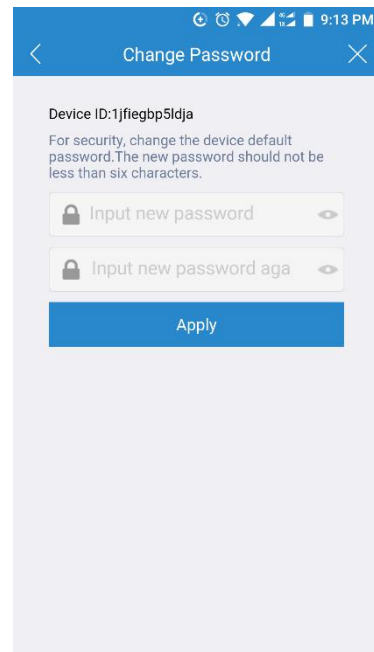 9:13 PM
Change Password
Device ID:1jfiegbp5ldja
For security, change the device default
password.The new password should not be
less than six characters.
Input new password
Input new password aga
Apply